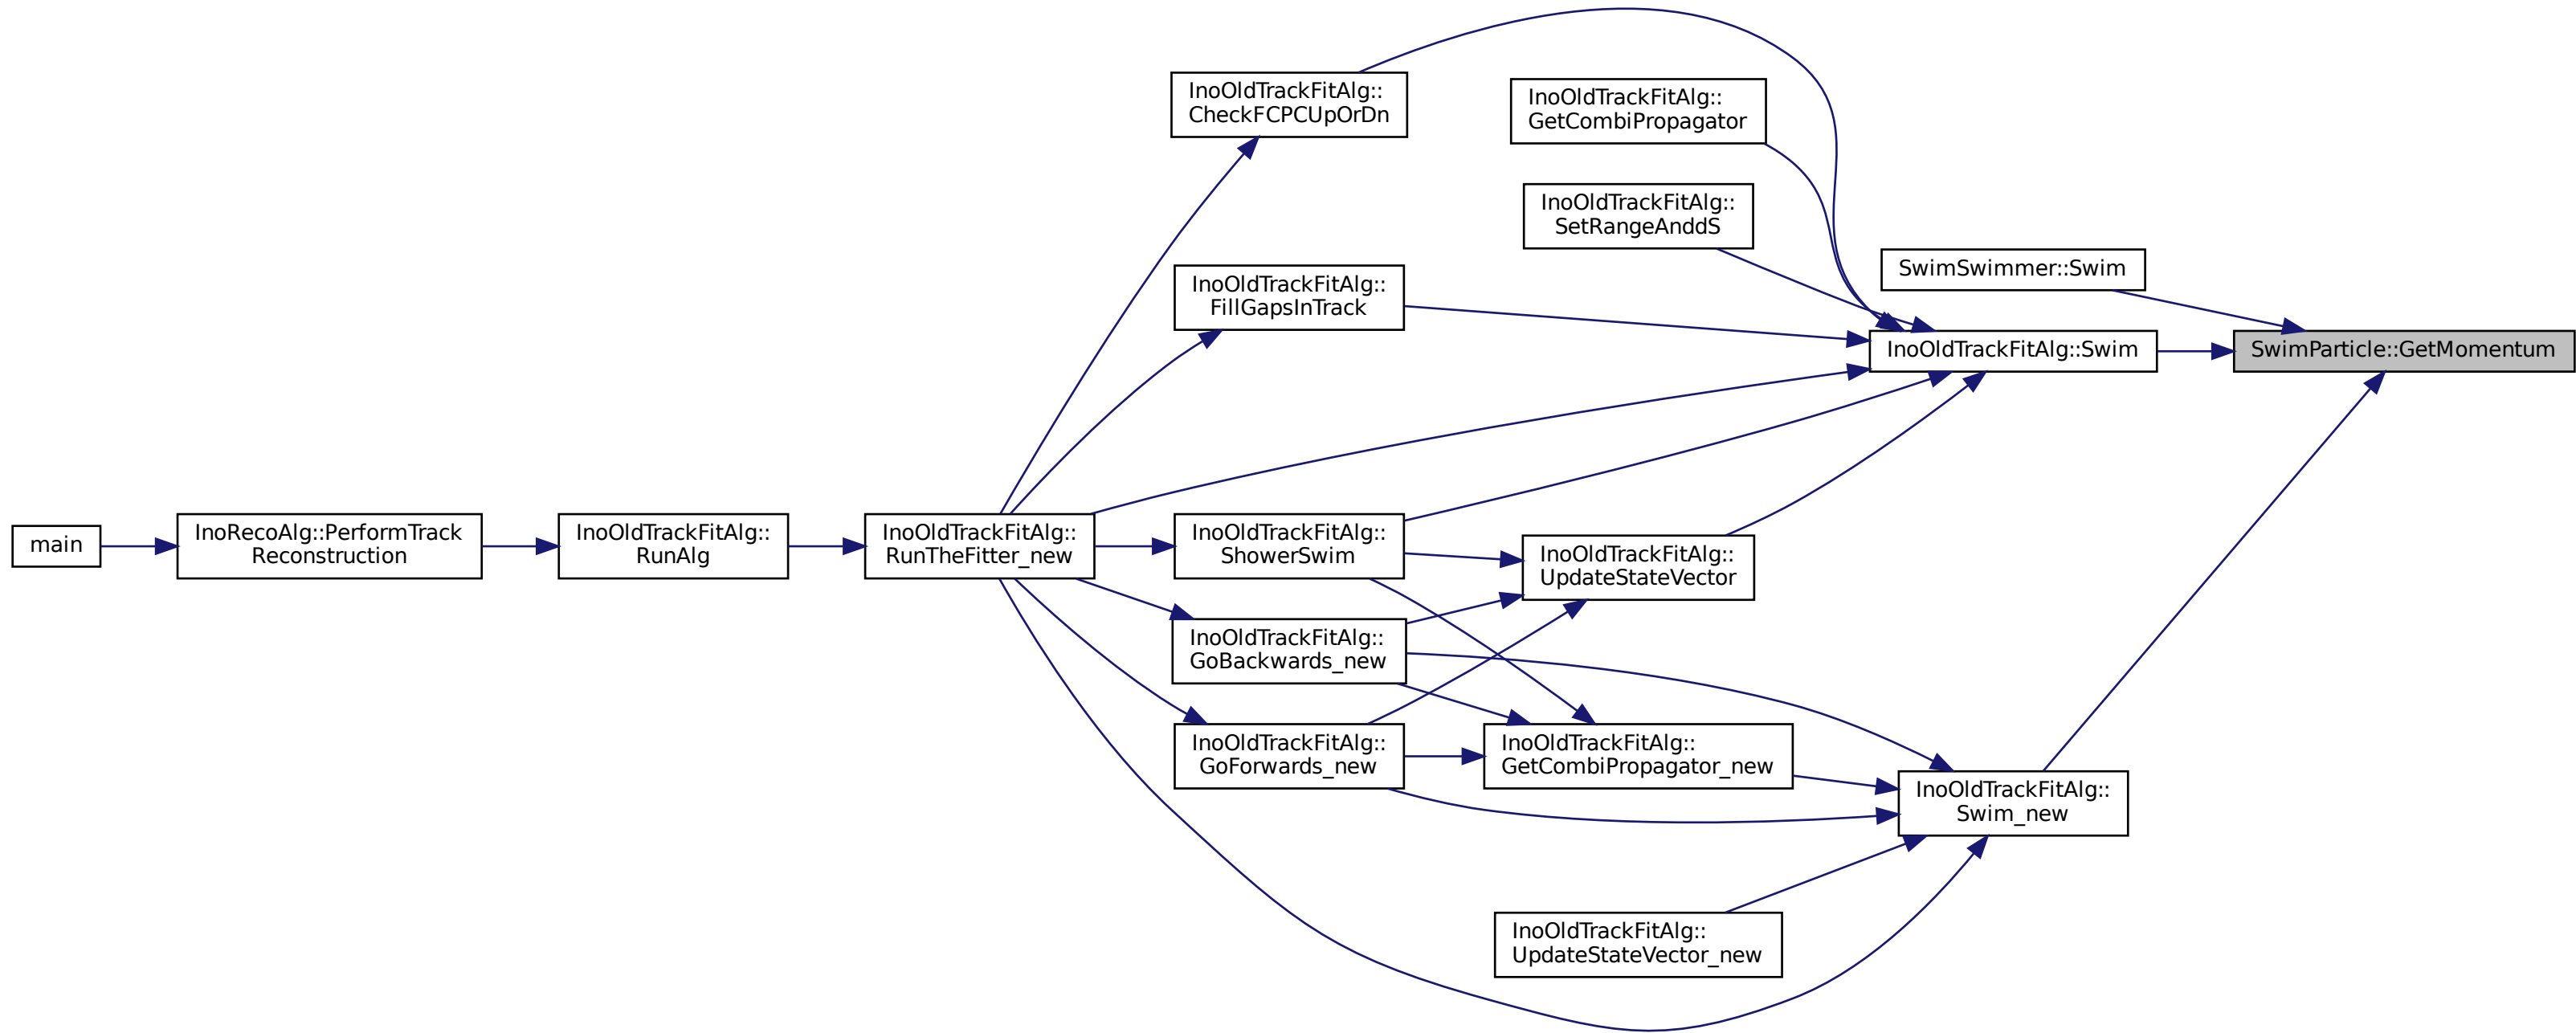 InoOldTrackFitAlg::
CheckFCPCUpOrDn
InoOldTrackFitAlg::
GetCombiPropagator
InoOldTrackFitAlg::
SetRangeAnddS
SwimSwimmer::Swim
InoOldTrackFitAlg::
FillGapsInTrack
InoOldTrackFitAlg::Swim
SwimParticle::GetMomentum
main
InoRecoAlg::PerformTrack
Reconstruction
InoOldTrackFitAlg::
RunAlg
InoOldTrackFitAlg::
RunTheFitter_new
InoOldTrackFitAlg::
ShowerSwim
InoOldTrackFitAlg::
UpdateStateVector
InoOldTrackFitAlg::
GoBackwards_new
InoOldTrackFitAlg::
GoForwards_new
InoOldTrackFitAlg::
GetCombiPropagator_new
InoOldTrackFitAlg::
Swim_new
InoOldTrackFitAlg::
UpdateStateVector_new